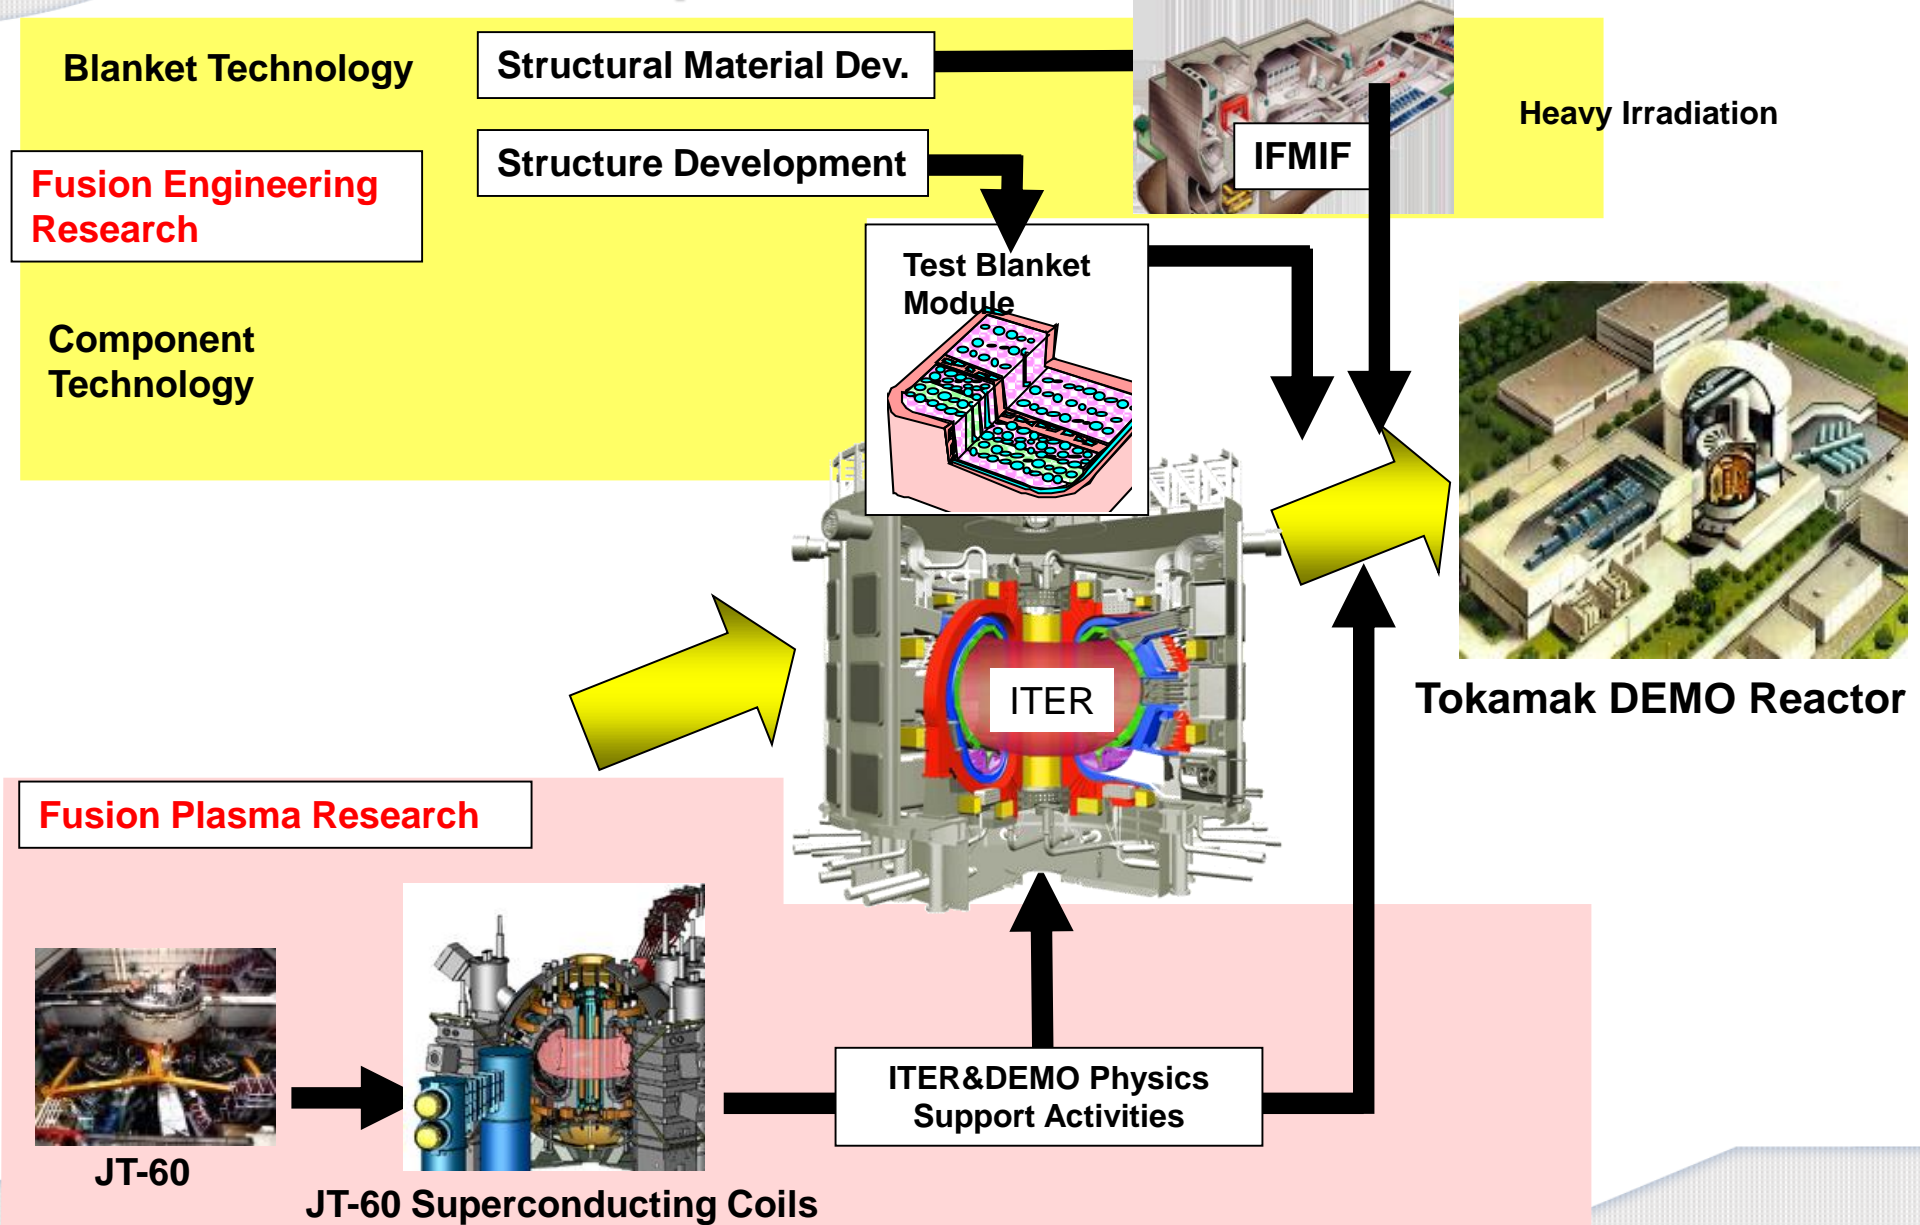 Blanket Technology
Structural Material Dev.
Heavy Irradiation
IFMIF
Structure Development
Fusion Engineering
Research
Test Blanket
Module
Component
Technology
ITER
Tokamak DEMO Reactor
Fusion Plasma Research
ITER&DEMO Physics
Support Activities
JT-60
JT-60 Superconducting Coils